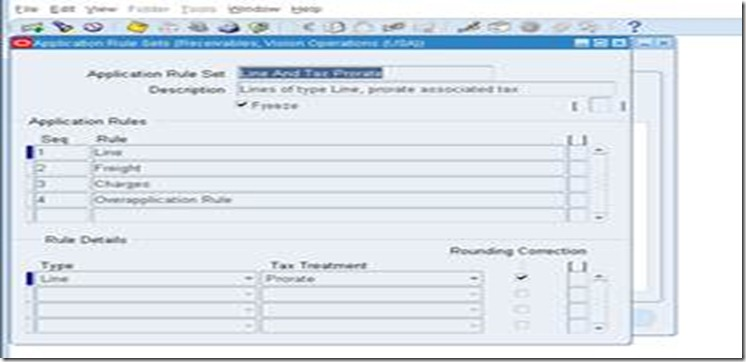 File Edit View Folder Tools Window Help
Application Rule Sets (Receivables, Vision Operations (USA))
Application Rule Set Line And Tax Prorate
Description Lines of type Line, prorate associated tax
Freeze [ ]
Application Rules
Seq Rule [ ]
1 Line
2 Freight
3 Charges
4 Overapplication Rule
Rule Details
Rounding Correction
Type Tax Treatment [ ]
Line Prorate